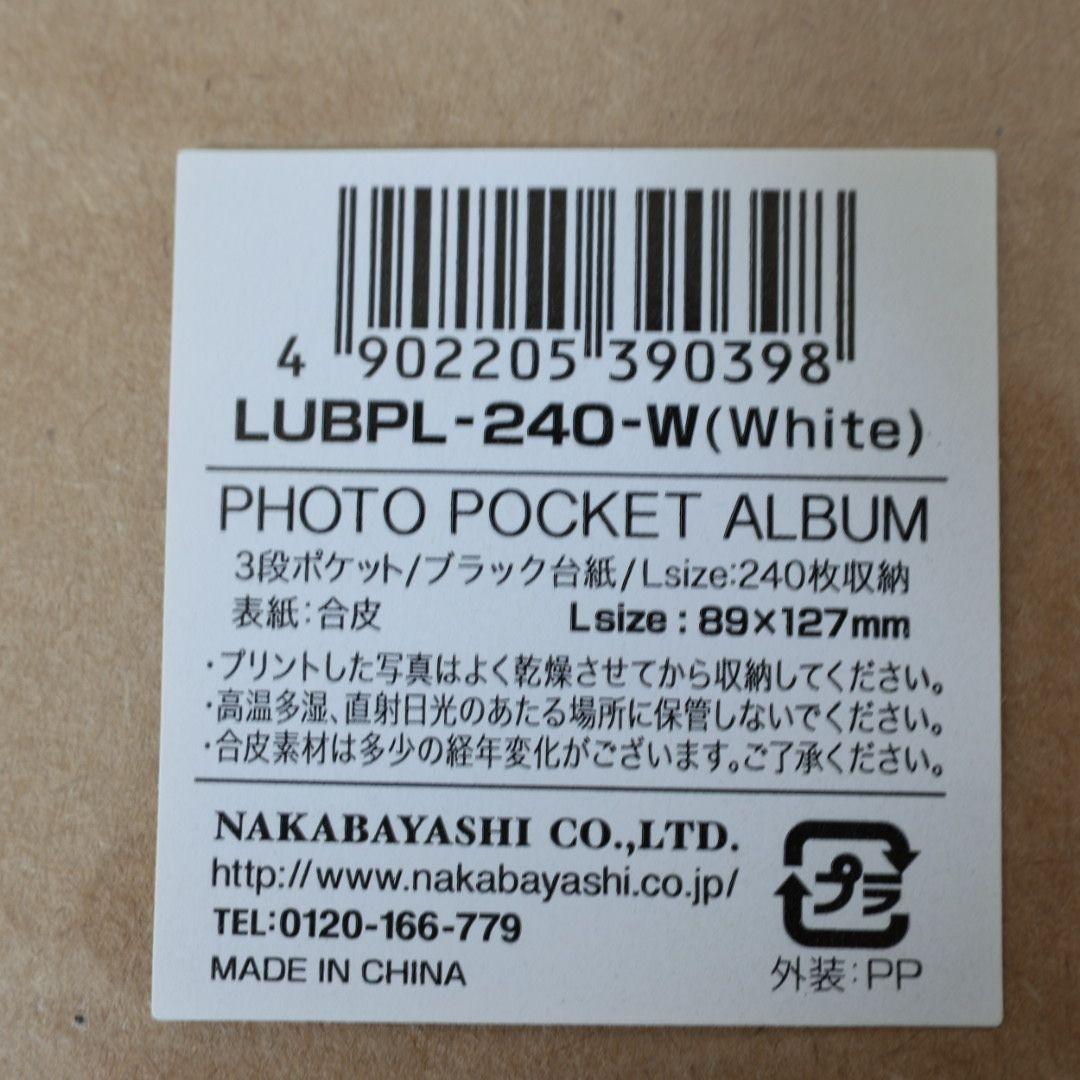 4 902205 390398
LUBPL-240-W(White)
PHOTO POCKET ALBUM
3段ポケット/ブラック台紙/Lsize:240枚収納
表紙:合皮 Lsize : 89×127mm
・プリントした写真はよく乾燥させてから収納してください。
・高温多湿、直射日光のあたる場所に保管しないでください。
・合皮素材は多少の経年変化がございます。ご了承ください。
NAKABAYASHI CO.,LTD.
http://www.nakabayashi.co.jp/
TEL:0120-166-779
MADE IN CHINA
プラ
外装:PP